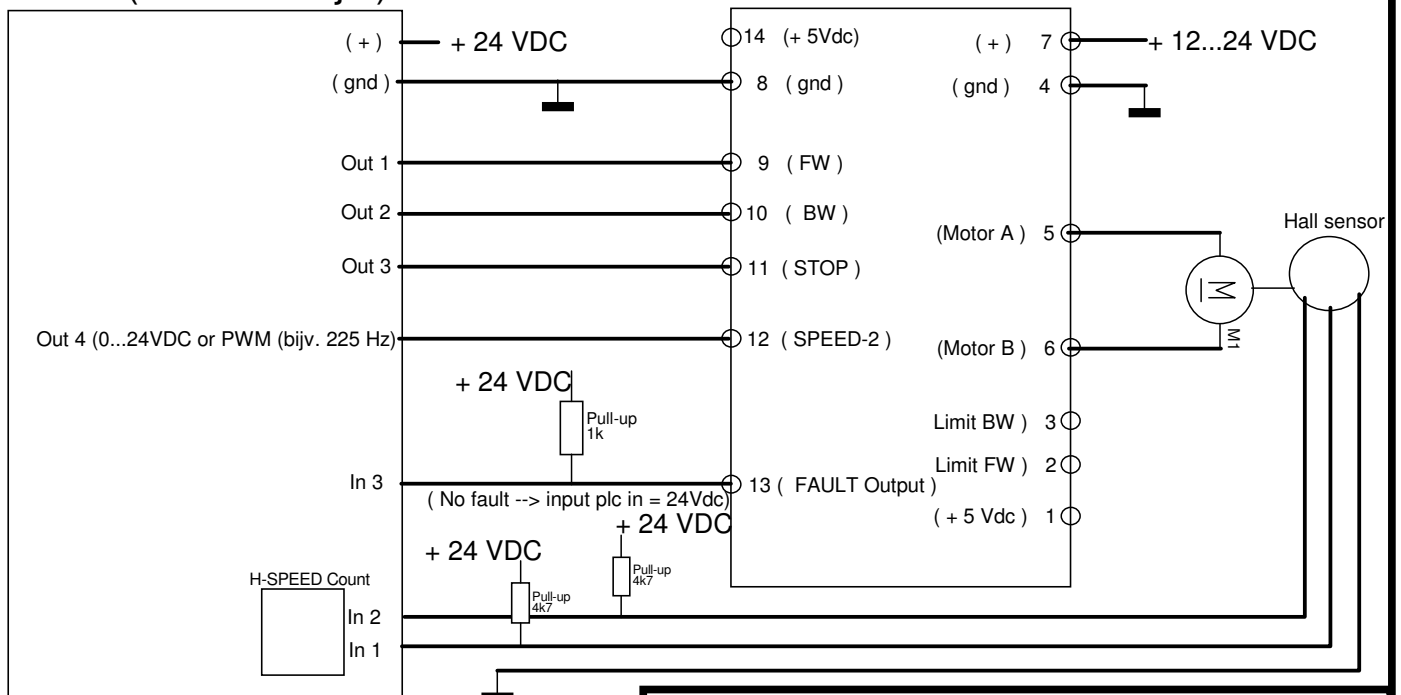 ( + )
+ 24 VDC
( gnd )
Out 1
Out 2
Out 3
Out 4 (0...24VDC or PWM (bijv. 225 Hz)
+ 24 VDC
Pull-up
1k
In 3
( No fault --> input plc in = 24Vdc)
+ 24 VDC
Pull-up
4k7
+ 24 VDC
Pull-up
4k7
H-SPEED Count
In 2
In 1
14 (+ 5Vdc)
8 ( gnd )
9 ( FW )
10 ( BW )
11 ( STOP )
12 ( SPEED-2 )
13 ( FAULT Output )
( + ) 7
+ 12...24 VDC
( gnd ) 4
(Motor A ) 5
(Motor B ) 6
Limit BW ) 3
Limit FW ) 2
( + 5 Vdc ) 1
Hall sensor
M
M1